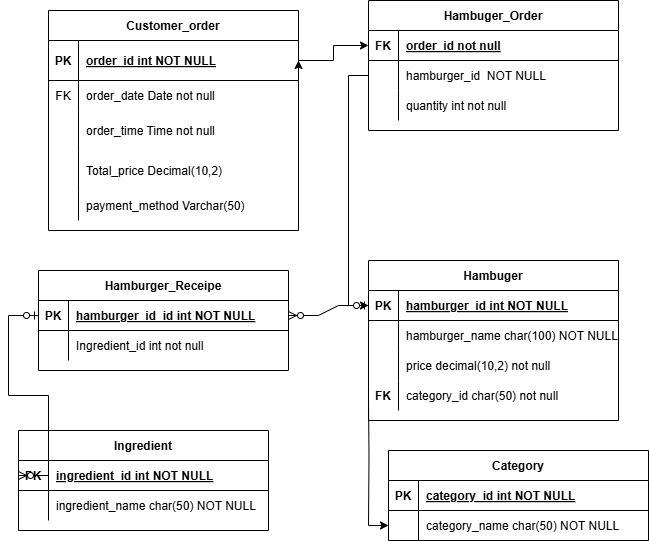 Customer_order
PK order_id int NOT NULL
FK order_date Date not null
order_time Time not null
Total_price Decimal(10,2)
payment_method Varchar(50)
Hambuger_Order
FK order_id not null
hamburger_id NOT NULL
quantity int not null
Hamburger_Receipe
PK hamburger_id_id int NOT NULL
Ingredient_id int not null
Hambuger
PK hamburger_id int NOT NULL
hamburger_name char(100) NOT NULL
price decimal(10,2) not null
FK category_id char(50) not null
Ingredient
PK ingredient_id int NOT NULL
ingredient_name char(50) NOT NULL
Category
PK category_id int NOT NULL
category_name char(50) NOT NULL